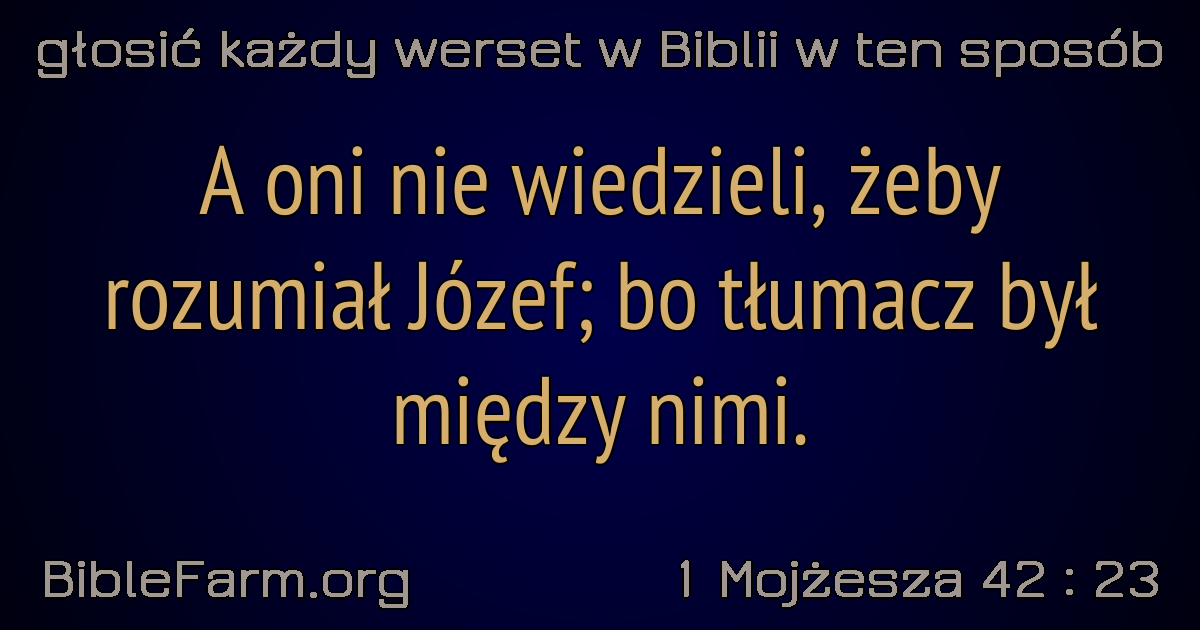 głosić każdy werset w Biblii w ten sposób
A oni nie wiedzieli, żeby
rozumiał Józef; bo tłumacz był
między nimi.
BibleFarm.org
1 Mojżesza 42 : 23